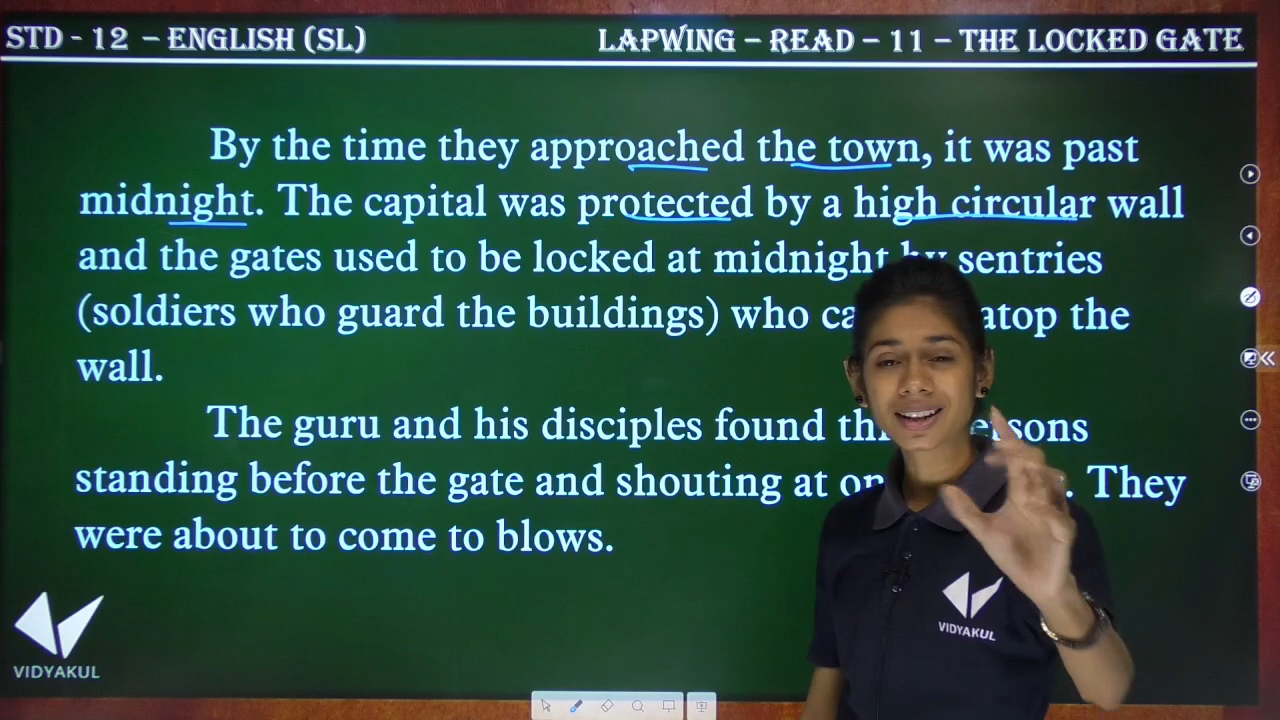 STD - 12 – ENGLISH (SL)
LAPWING – READ – 11 – THE LOCKED GATE
By the time they approached the town, it was past
midnight. The capital was protected by a high circular wall
and the gates used to be locked at midnight by sentries
(soldiers who guard the buildings) who atop the
wall.
The guru and his disciples found persons
standing before the gate and shouting at They
were about to come to blows.
VIDYAKUL
VIDYAKUL